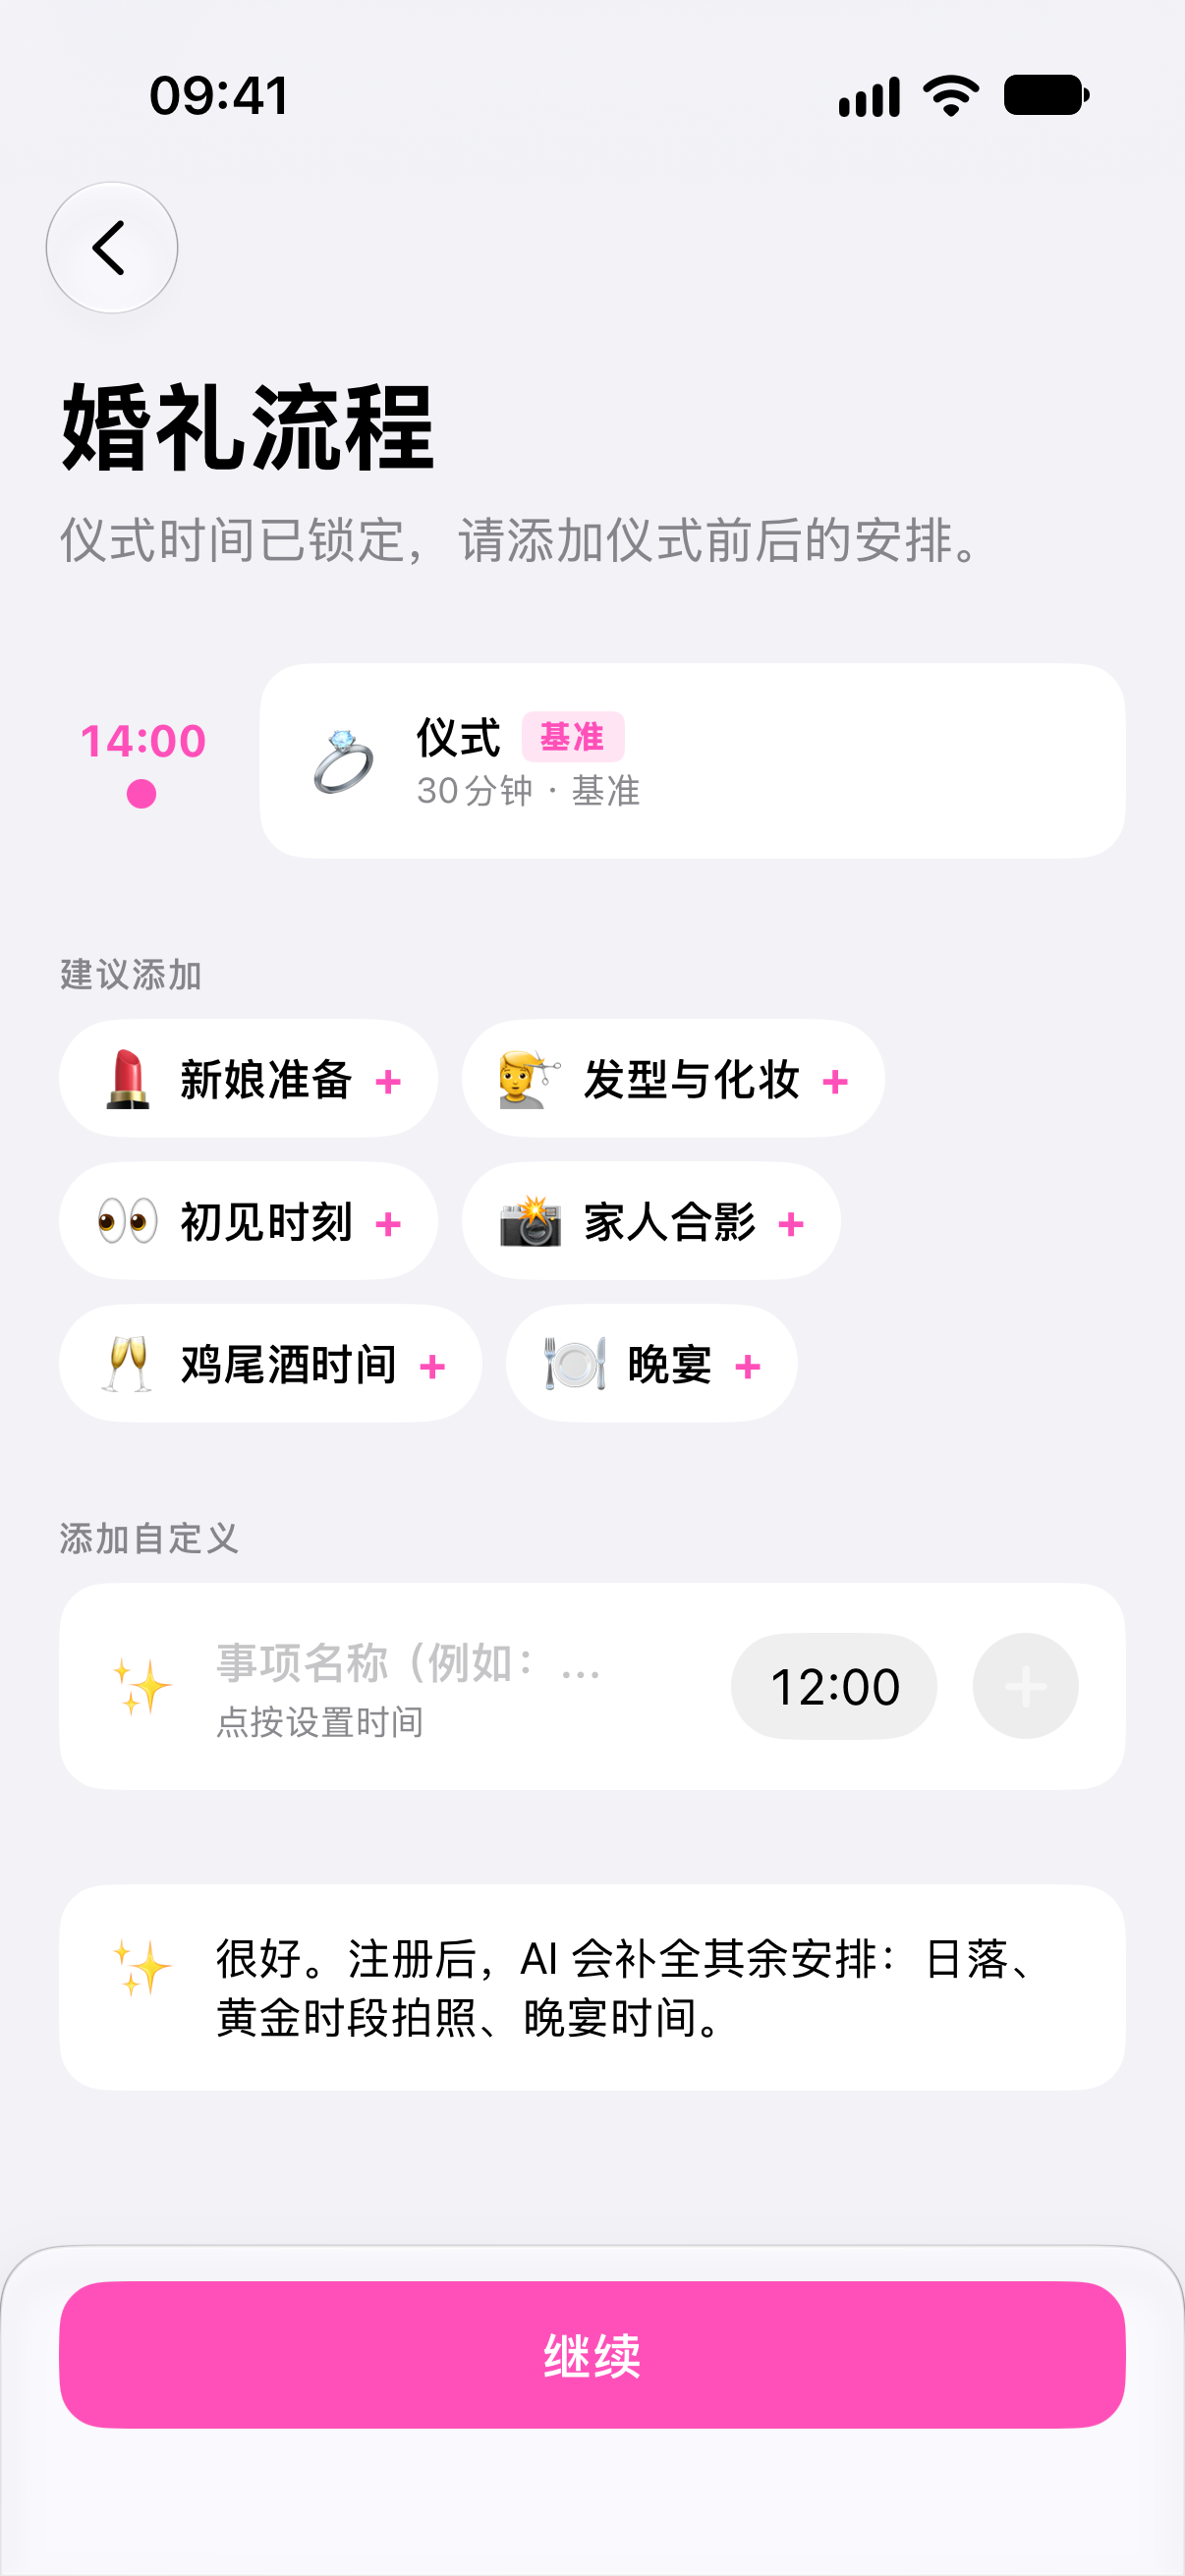 09:41
婚礼流程
仪式时间已锁定，请添加仪式前后的安排。
14:00
仪式 基准
30 分钟 · 基准
建议添加
新娘准备 +
发型与化妆 +
初见时刻 +
家人合影 +
鸡尾酒时间 +
晚宴 +
添加自定义
事项名称（例如：...
点按设置时间
12:00
+
很好。注册后，AI 会补全其余安排：日落、
黄金时段拍照、晚宴时间。
继续